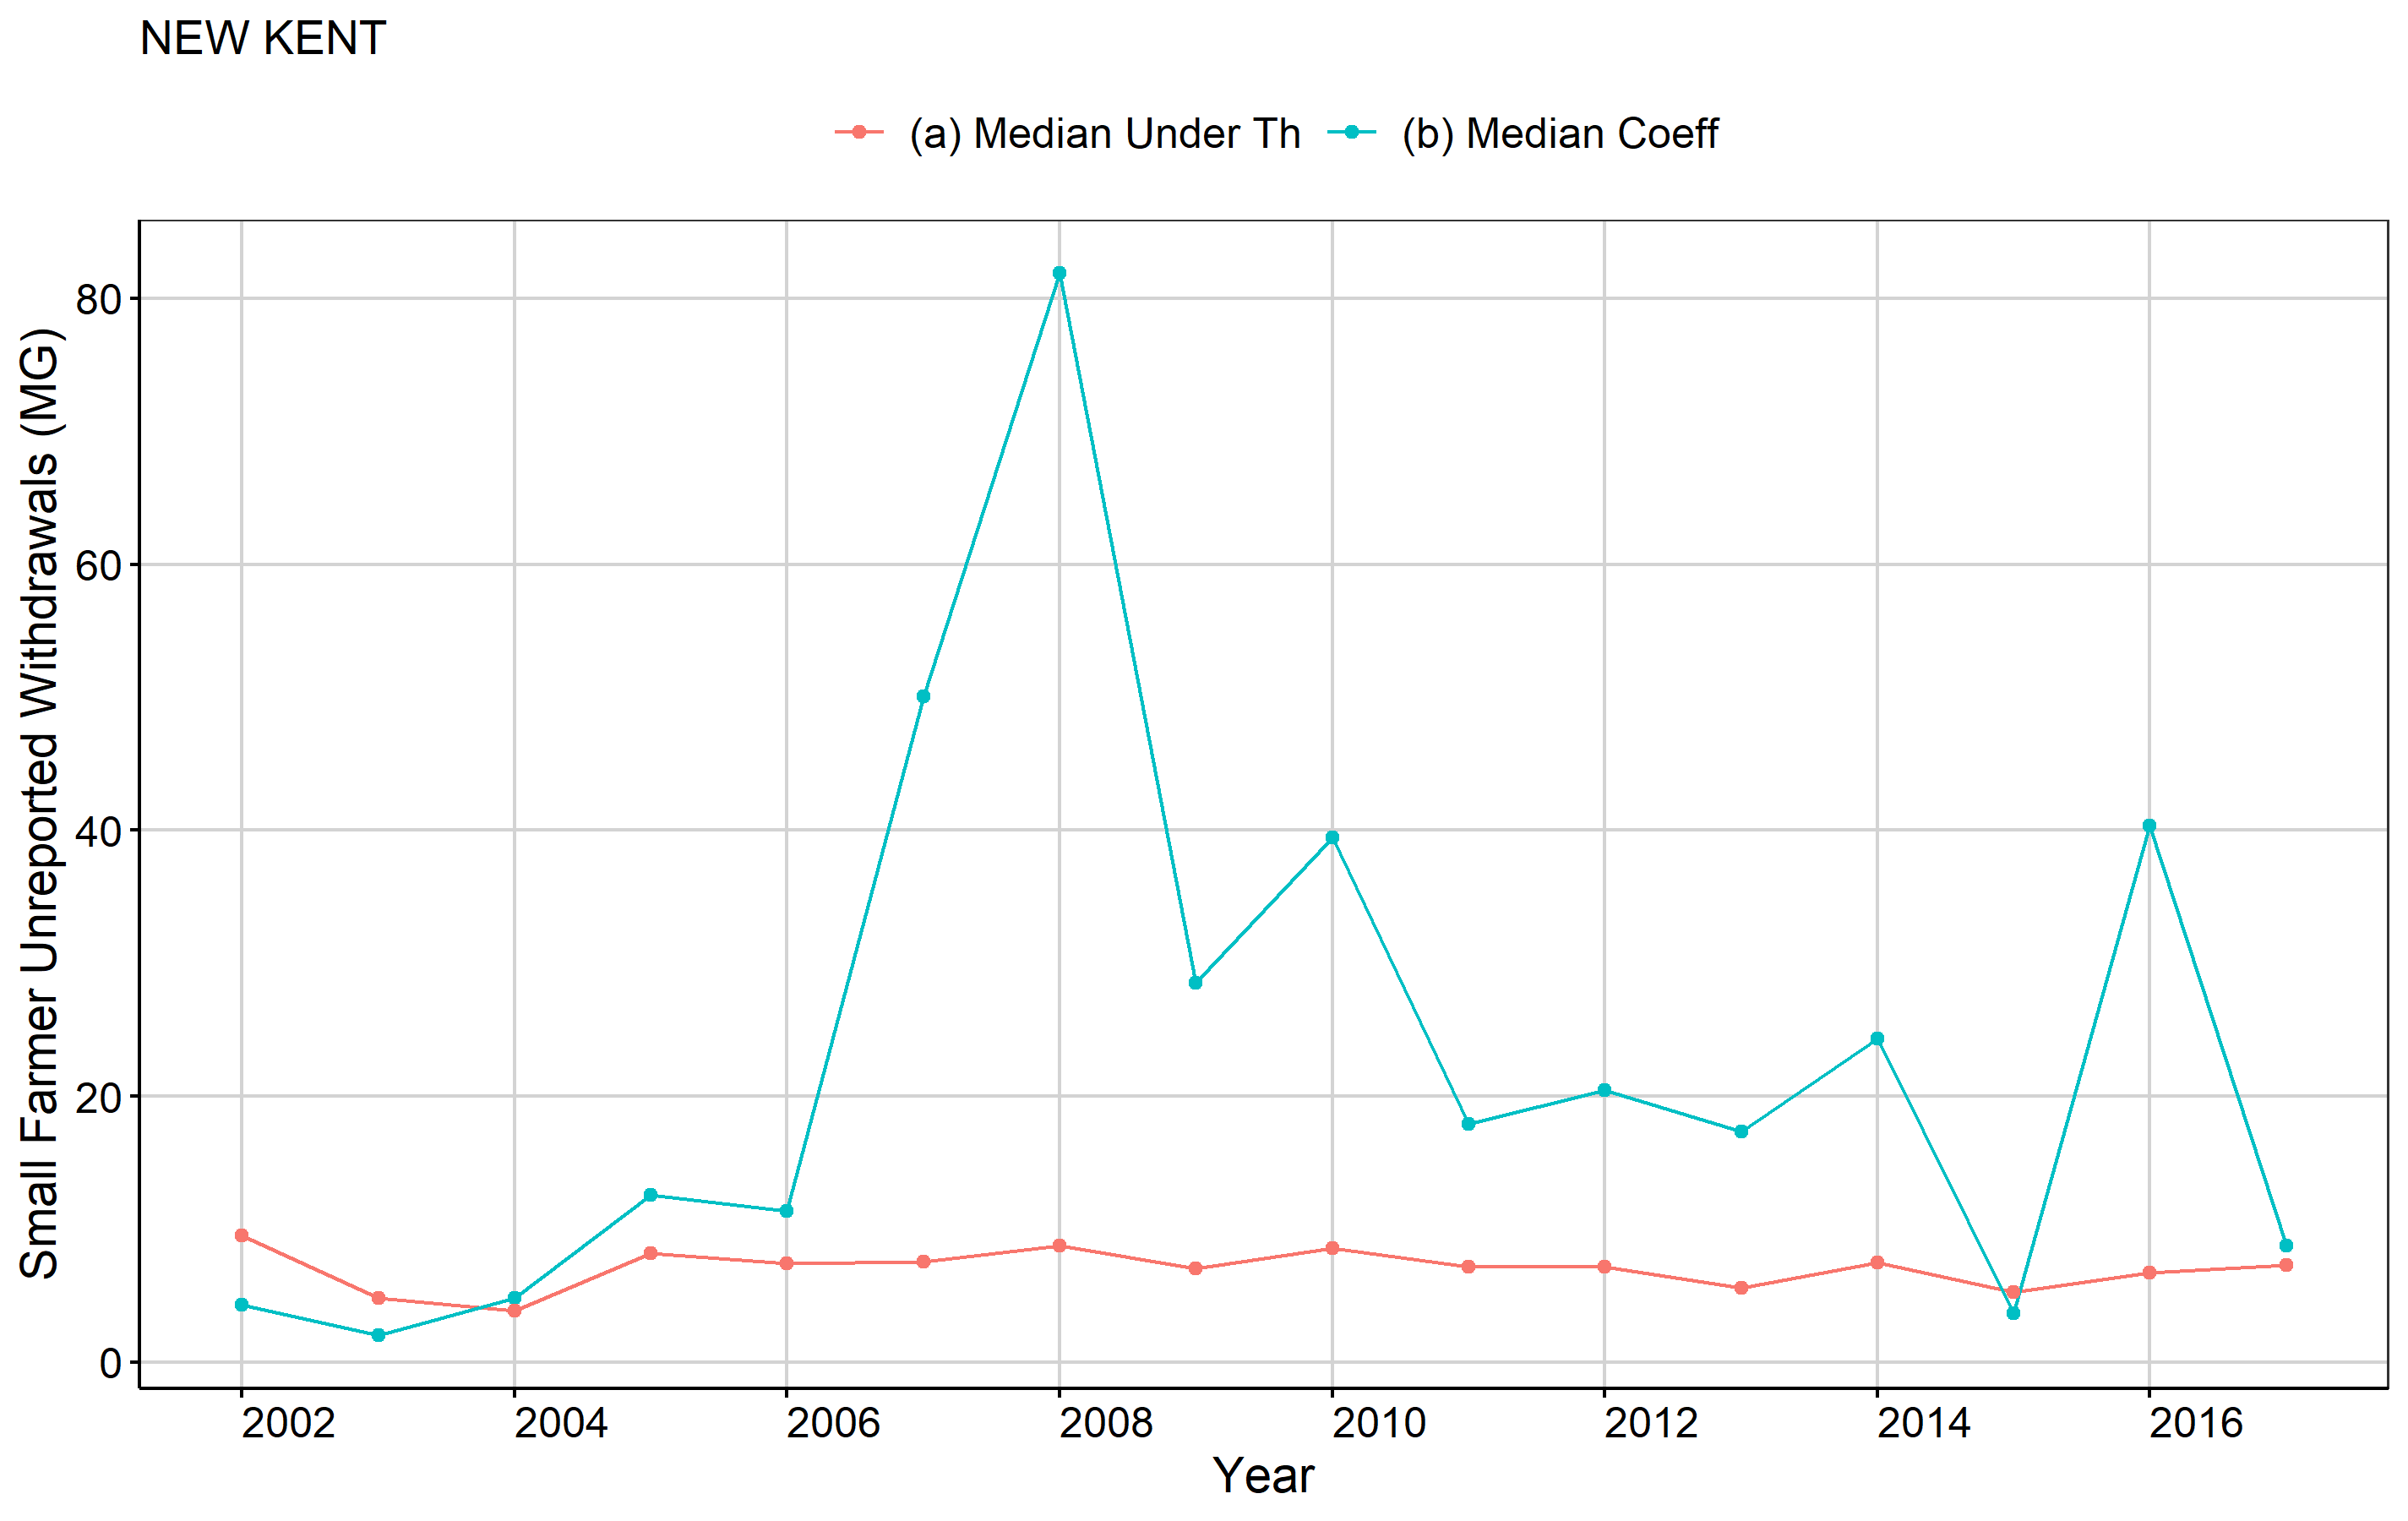 NEW KENT
(a) Median Under Th (b) Median Coeff
Small Farmer Unreported Withdrawals (MG)
80
60
40
20
0
2002 2004 2006 2008 2010 2012 2014 2016
Year